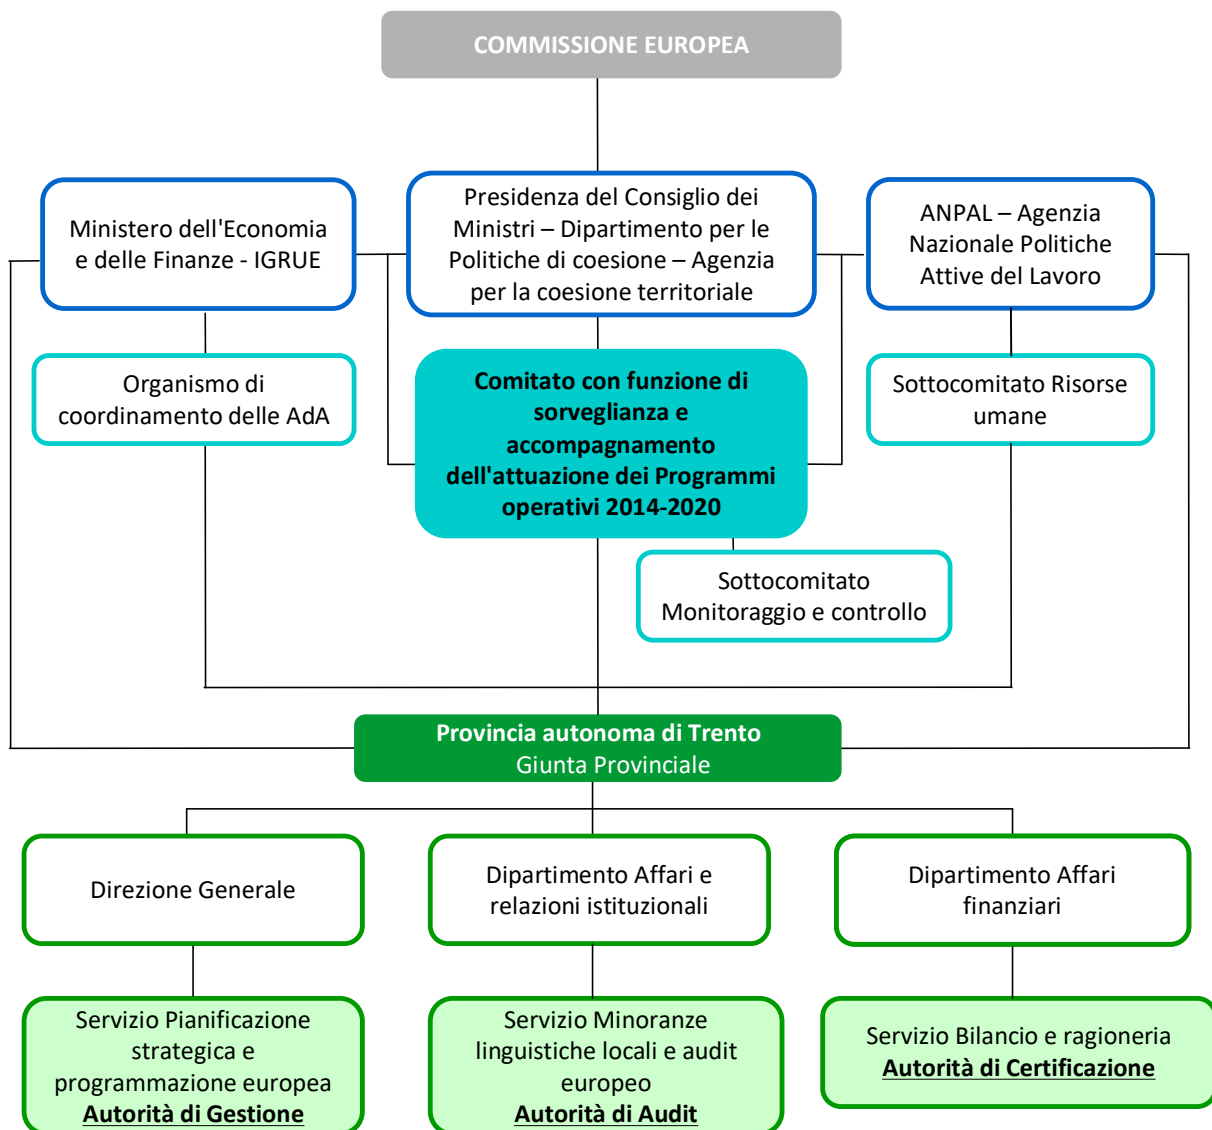 COMMISSIONE EUROPEA
Ministero dell'Economia
e delle Finanze - IGRUE
Presidenza del Consiglio dei
Ministri – Dipartimento per le
Politiche di coesione – Agenzia
per la coesione territoriale
ANPAL – Agenzia
Nazionale Politiche
Attive del Lavoro
Organismo di
coordinamento delle AdA
Comitato con funzione di
sorveglianza e
accompagnamento
dell'attuazione dei Programmi
operativi 2014-2020
Sottocomitato Risorse
umane
Sottocomitato
Monitoraggio e controllo
Provincia autonoma di Trento
Giunta Provinciale
Direzione Generale
Dipartimento Affari e
relazioni istituzionali
Dipartimento Affari
finanziari
Servizio Pianificazione
strategica e
programmazione europea
Autorità di Gestione
Servizio Minoranze
linguistiche locali e audit
europeo
Autorità di Audit
Servizio Bilancio e ragioneria
Autorità di Certificazione